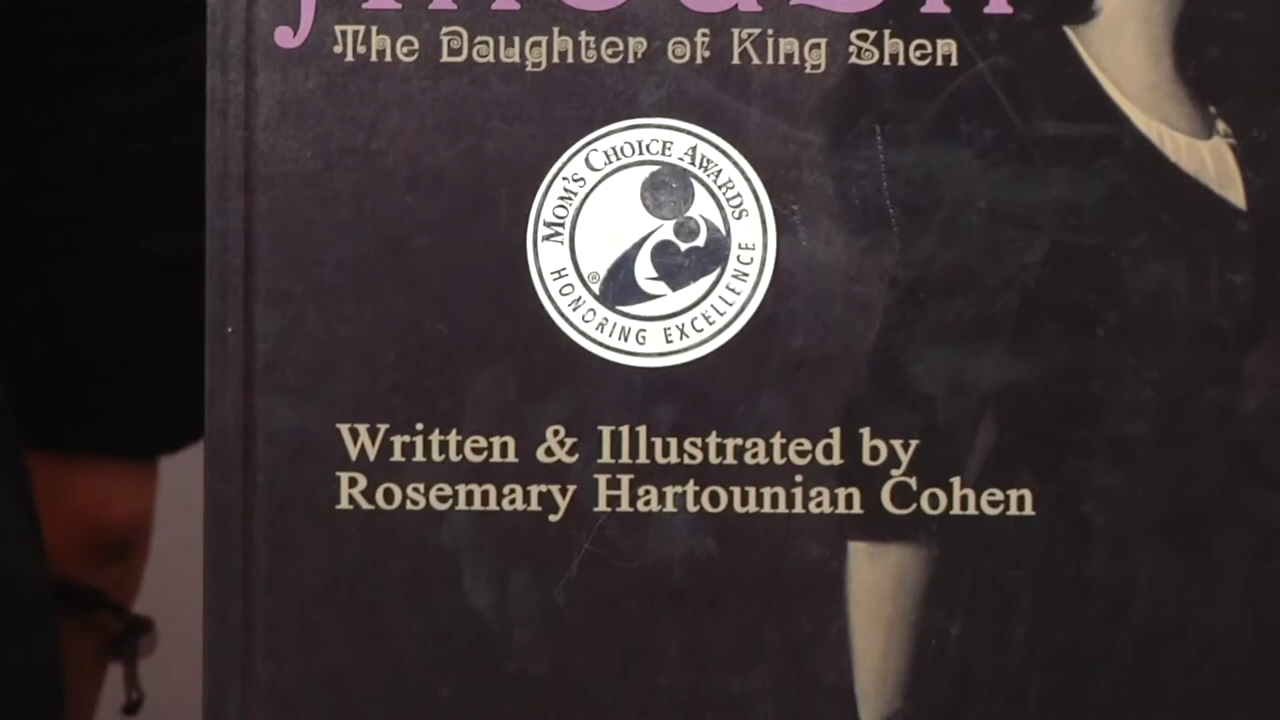 The Daughter of King Shen
MOM'S CHOICE AWARDS
HONORING EXCELLENCE
®
Written & Illustrated by
Rosemary Hartounian Cohen